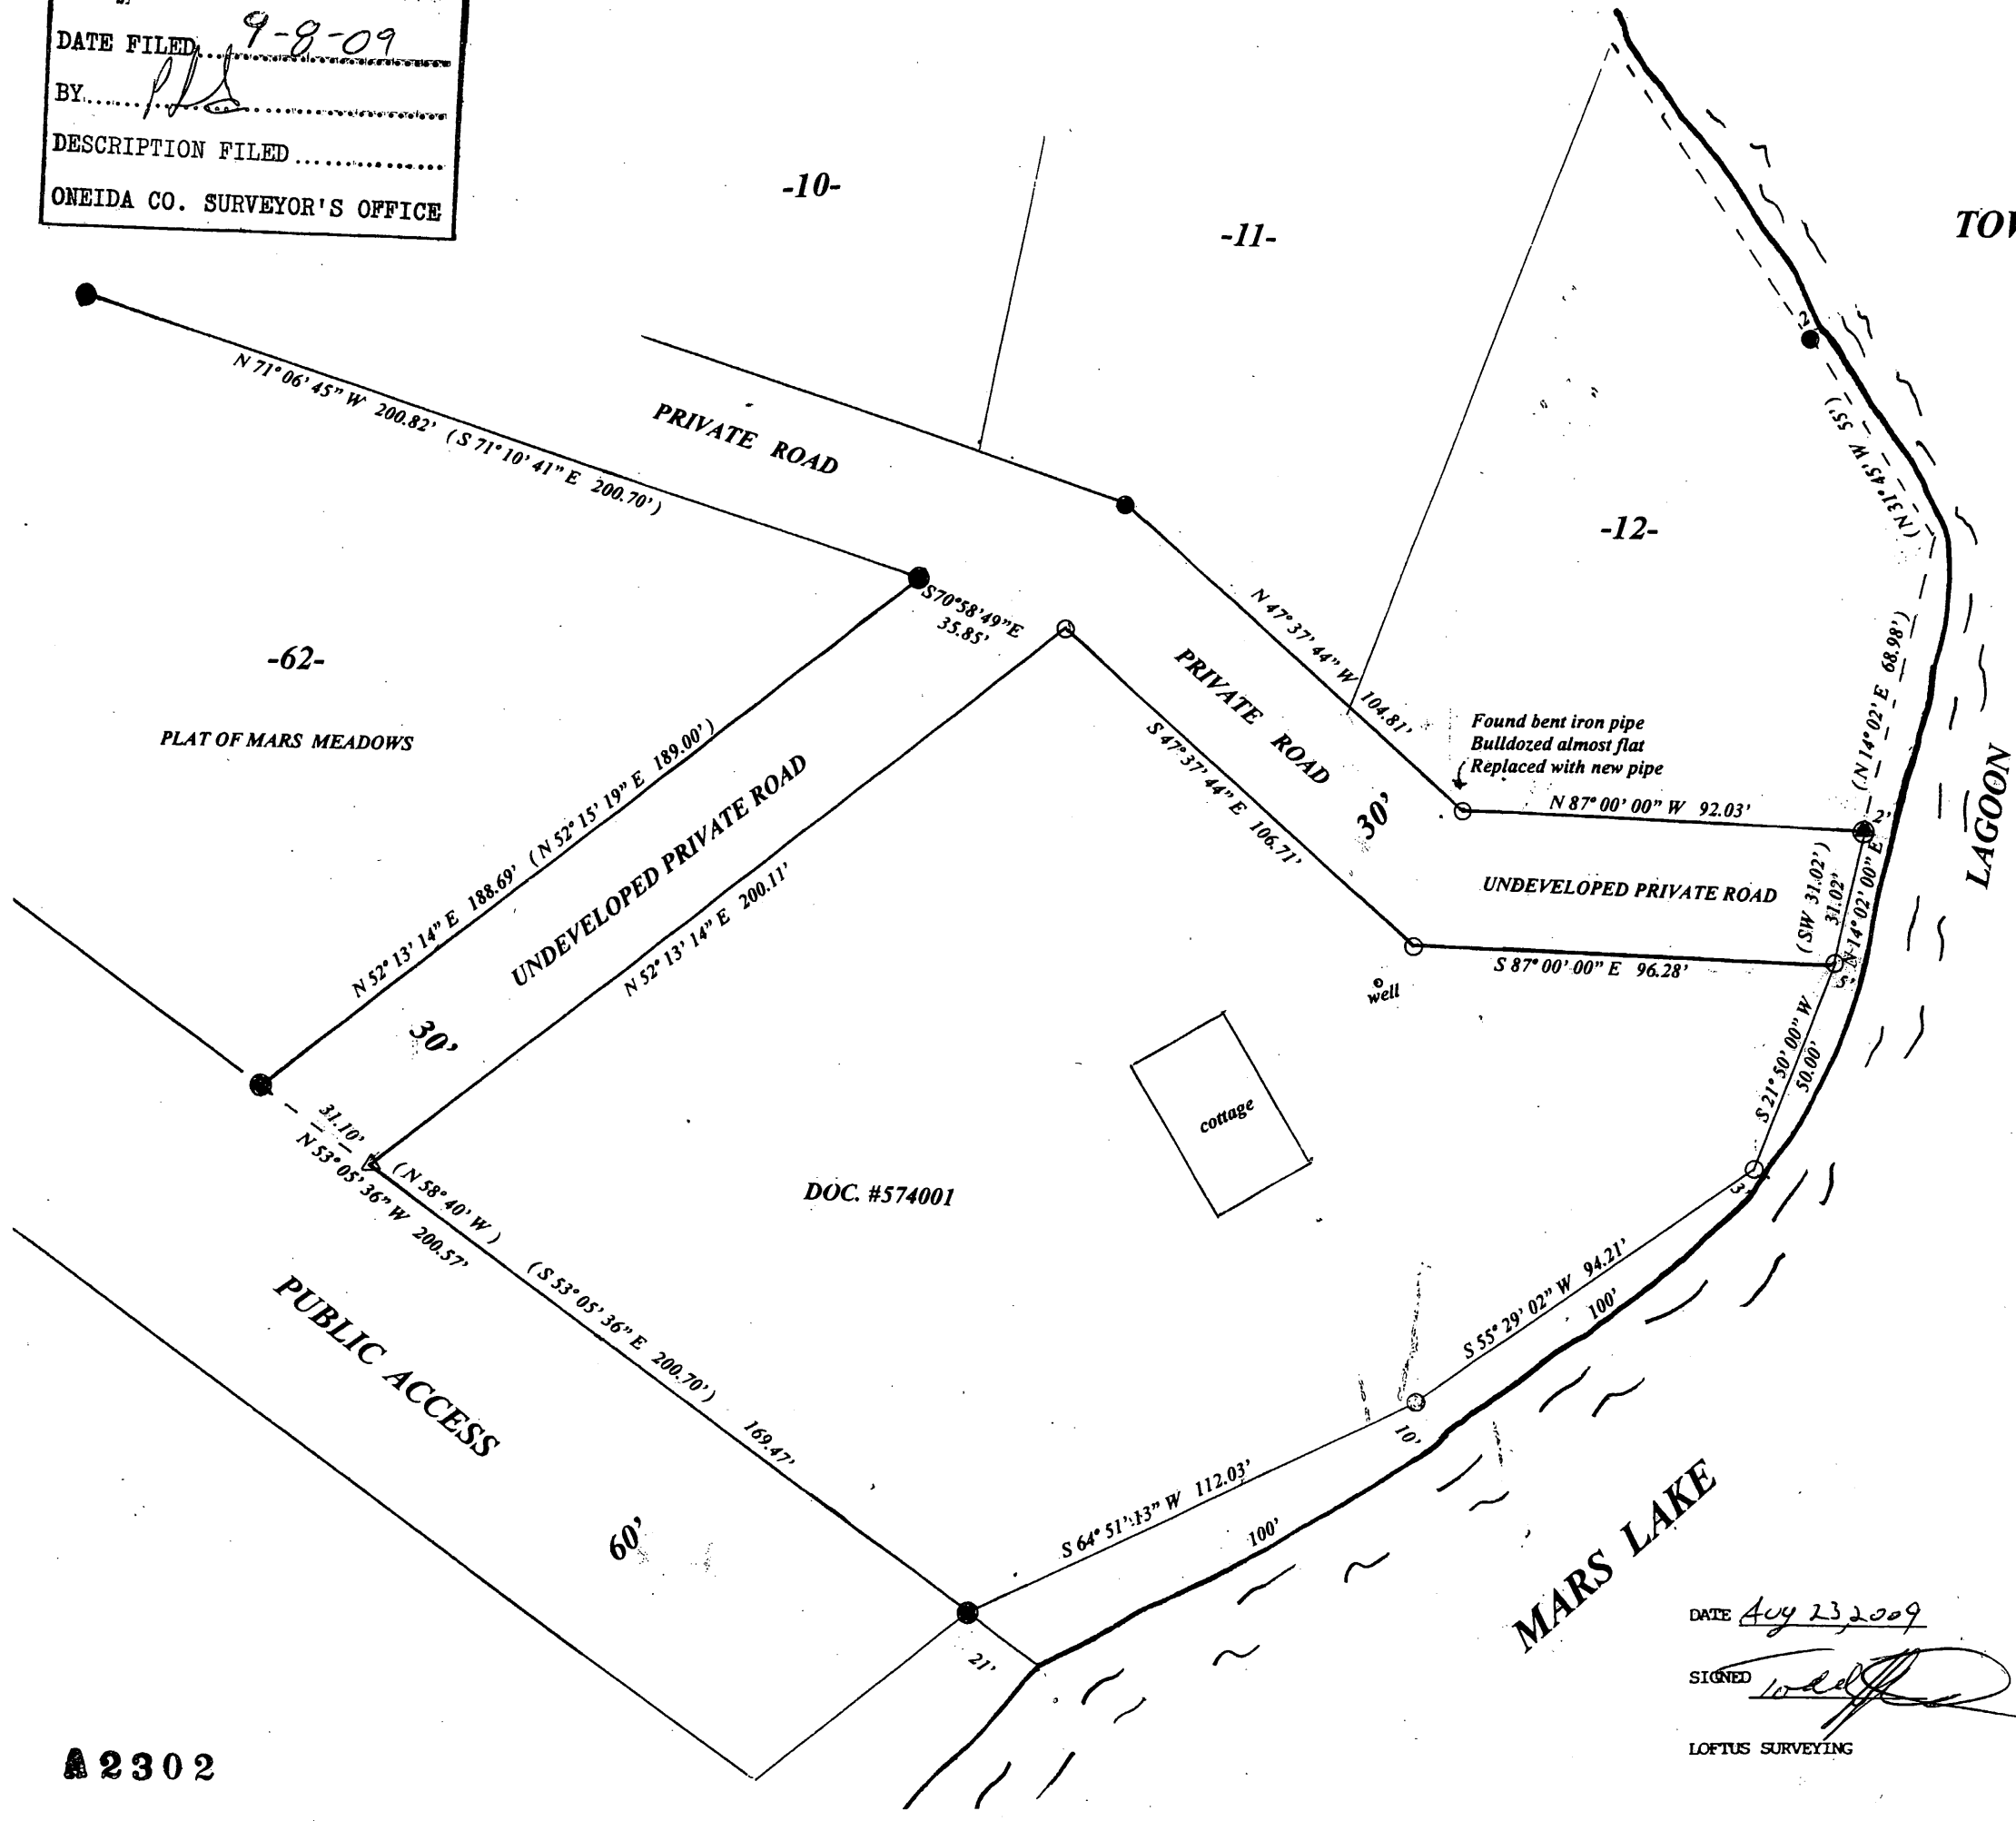 DATE FILED 9-8-09
BY
DESCRIPTION FILED
ONEIDA CO. SURVEYOR'S OFFICE
-10-
-11-
N 71° 06' 45" W 200.82' ( S 71° 10' 41" E 200.70' )
PRIVATE ROAD
2'
( N 31° 45' W 55' )
-12-
S70°58'49"E
35.85'
N 47° 37' 44" W 104.81'
-62-
PLAT OF MARS MEADOWS
PRIVATE ROAD
30'
S 47° 37' 44" E 106.71'
Found bent iron pipe
Bulldozed almost flat
Replaced with new pipe
( N 14° 02' E 68.98' )
N 87° 00' 00" W 92.03'
2'
LAGOON
UNDEVELOPED PRIVATE ROAD
( SW 31.02' )
31.02'
N 14° 02' 00" E
S 87° 00' 00" E 96.28'
5'
N 52° 13' 14" E 188.69' ( N 52° 15' 19" E 189.00' )
UNDEVELOPED PRIVATE ROAD
30'
N 52° 13' 14" E 200.11'
well
cottage
S 21° 50' 00" W
50.00'
3'
31.10'
N 53° 05' 36" W 200.57'
( N 58° 40' W )
( S 53° 05' 36" E 200.70' )
169.47'
DOC. #574001
S 55° 29' 02" W 94.21'
100'
10'
PUBLIC ACCESS
60'
S 64° 51' 13" W 112.03'
100'
21'
MARS LAKE
DATE Aug 23, 2009
SIGNED Todd
LOFTUS SURVEYING
A2302